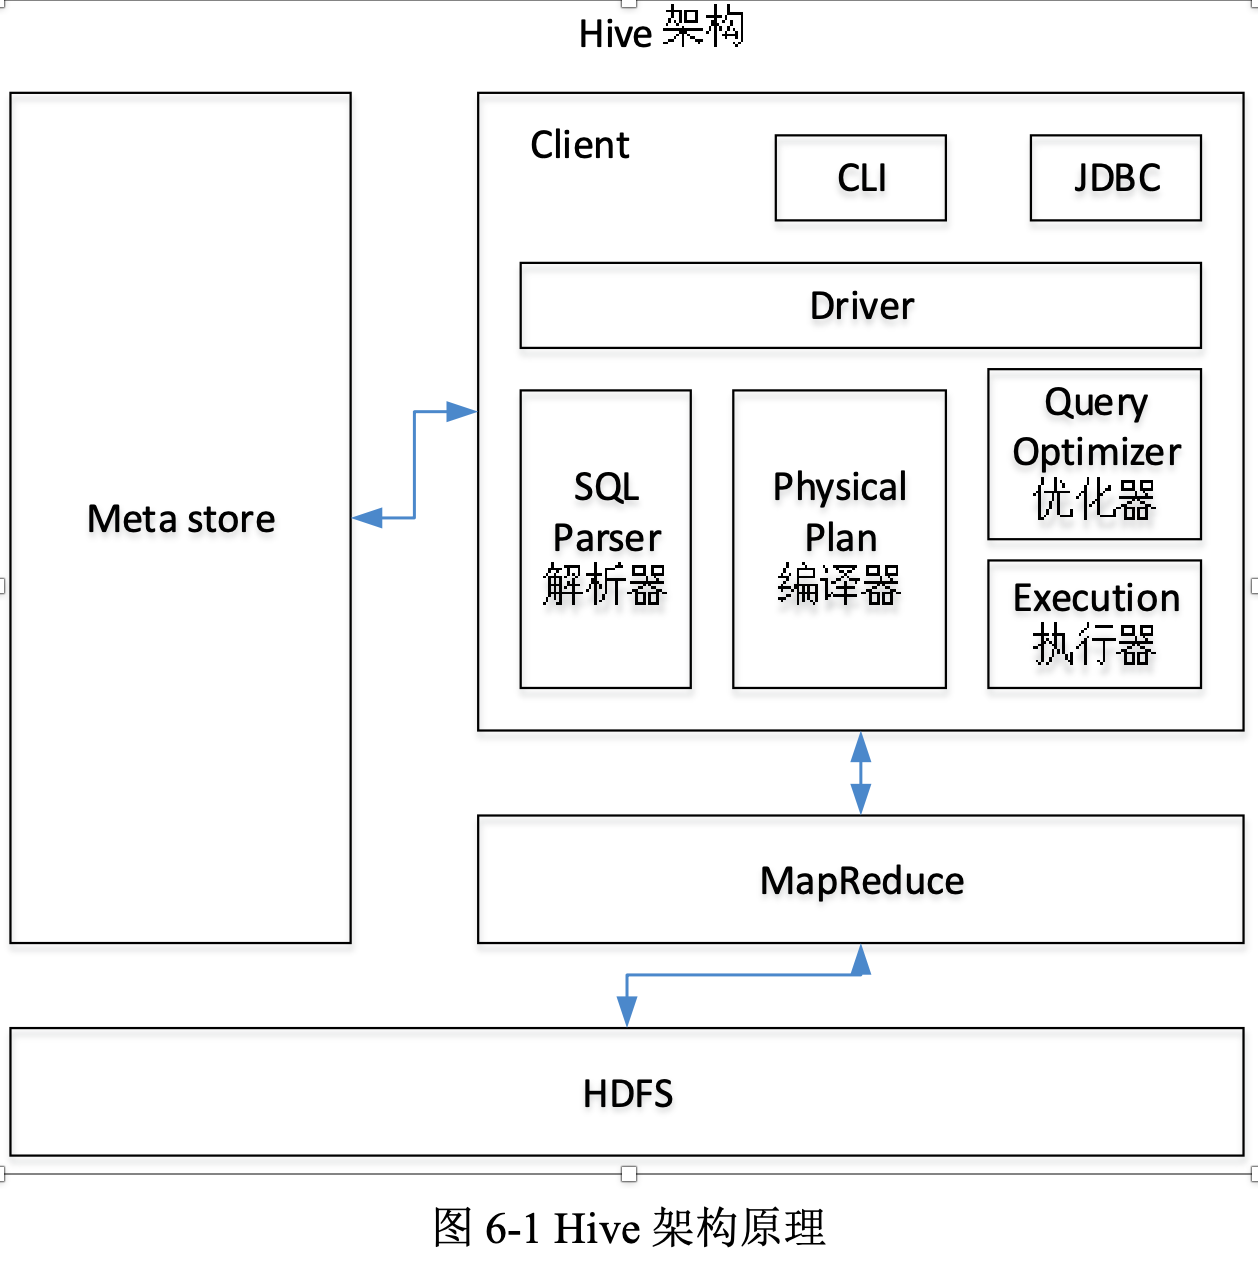 Hive 架构
Client
CLI
JDBC
Driver
Meta store
SQL
Parser
解析器
Physical
Plan
编译器
Query
Optimizer
优化器
Execution
执行器
MapReduce
HDFS
图 6-1 Hive 架构原理